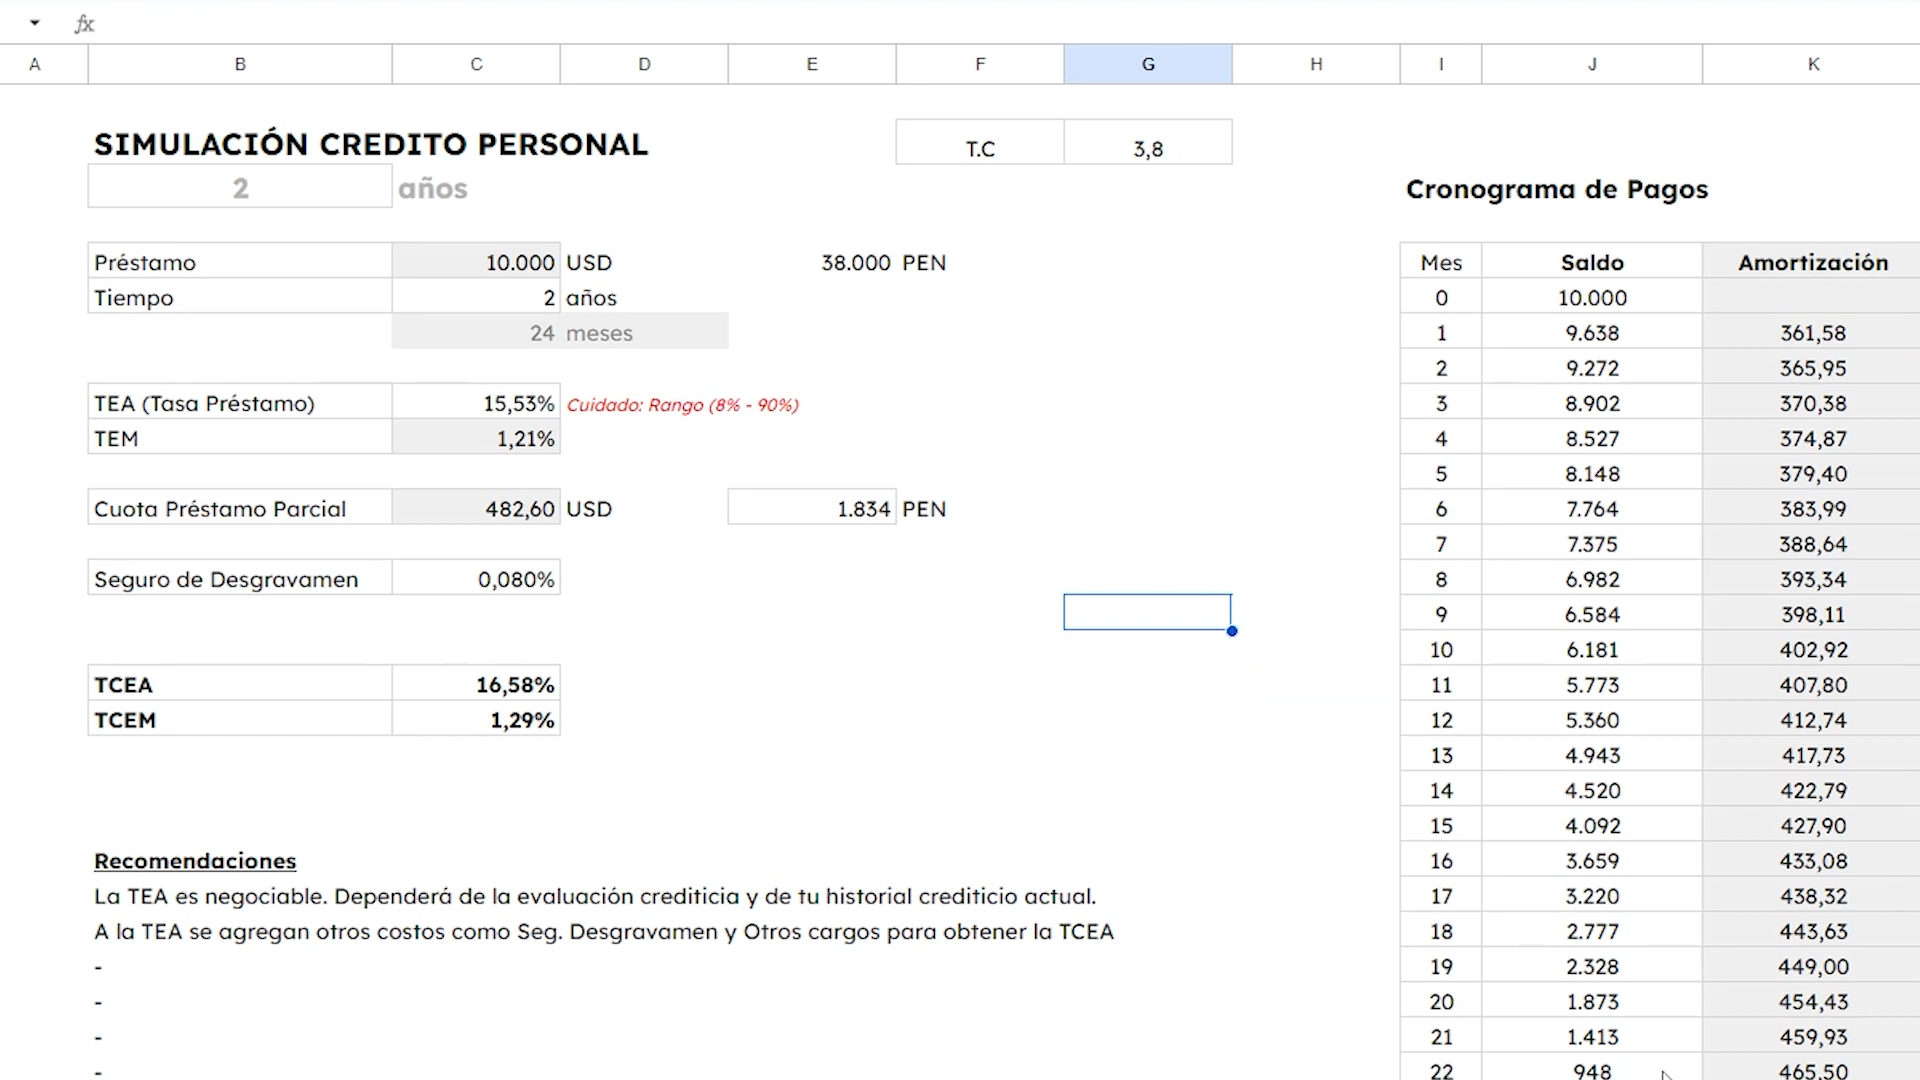 fx
A B C D E F G H I J K
SIMULACIÓN CREDITO PERSONAL
T.C 3,8
2 años
Cronograma de Pagos
Préstamo 10.000 USD 38.000 PEN
Tiempo 2 años
24 meses
TEA (Tasa Préstamo) 15,53% Cuidado: Rango (8% - 90%)
TEM 1,21%
Cuota Préstamo Parcial 482,60 USD 1.834 PEN
Seguro de Desgravamen 0,080%
TCEA 16,58%
TCEM 1,29%
Recomendaciones
La TEA es negociable. Dependerá de la evaluación crediticia y de tu historial crediticio actual.
A la TEA se agregan otros costos como Seg. Desgravamen y Otros cargos para obtener la TCEA
-
-
-
-
Mes Saldo Amortización
0 10.000
1 9.638 361,58
2 9.272 365,95
3 8.902 370,38
4 8.527 374,87
5 8.148 379,40
6 7.764 383,99
7 7.375 388,64
8 6.982 393,34
9 6.584 398,11
10 6.181 402,92
11 5.773 407,80
12 5.360 412,74
13 4.943 417,73
14 4.520 422,79
15 4.092 427,90
16 3.659 433,08
17 3.220 438,32
18 2.777 443,63
19 2.328 449,00
20 1.873 454,43
21 1.413 459,93
22 948 465,50